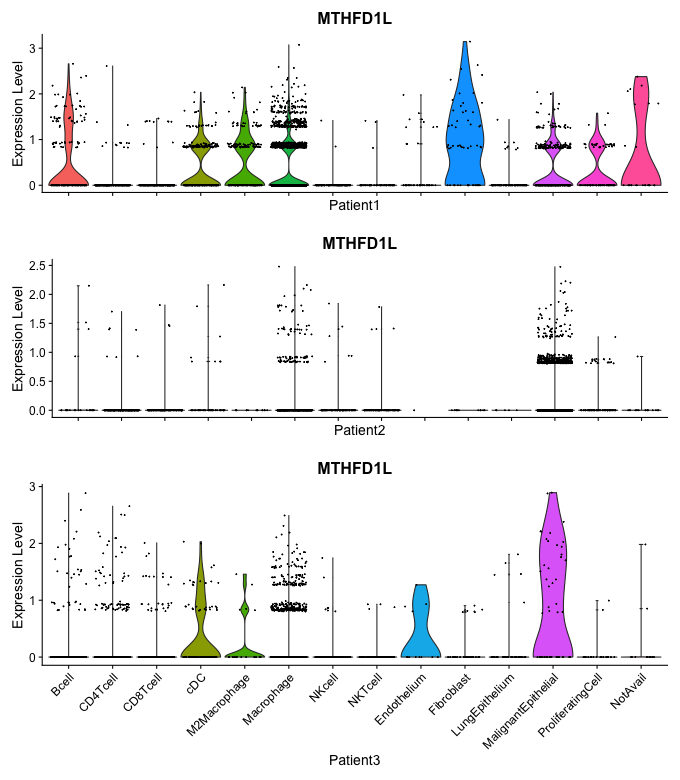 MTHFD1L
Expression Level
3
2
1
0
Patient1
MTHFD1L
Expression Level
2.5
2.0
1.5
1.0
0.5
0.0
Patient2
MTHFD1L
Expression Level
3
2
1
0
Bcell
CD4Tcell
CD8Tcell
cDC
M2Macrophage
Macrophage
NKcell
NKTcell
Endothelium
Fibroblast
LungEpithelium
MalignantEpithelial
ProliferatingCell
NotAvail
Patient3